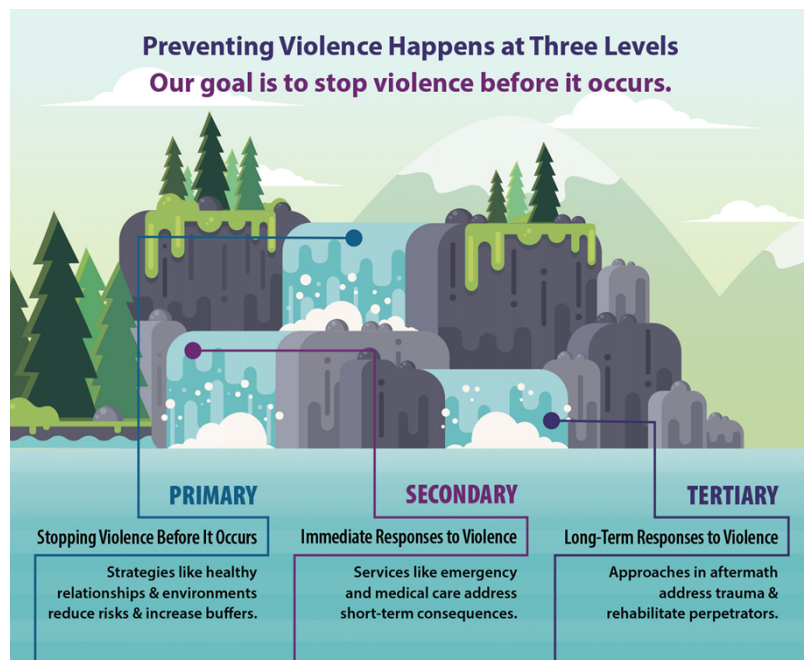 Preventing Violence Happens at Three Levels
Our goal is to stop violence before it occurs.
PRIMARY
Stopping Violence Before It Occurs
Strategies like healthy
relationships & environments
reduce risks & increase buffers.
SECONDARY
Immediate Responses to Violence
Services like emergency
and medical care address
short-term consequences.
TERTIARY
Long-Term Responses to Violence
Approaches in aftermath
address trauma &
rehabilitate perpetrators.